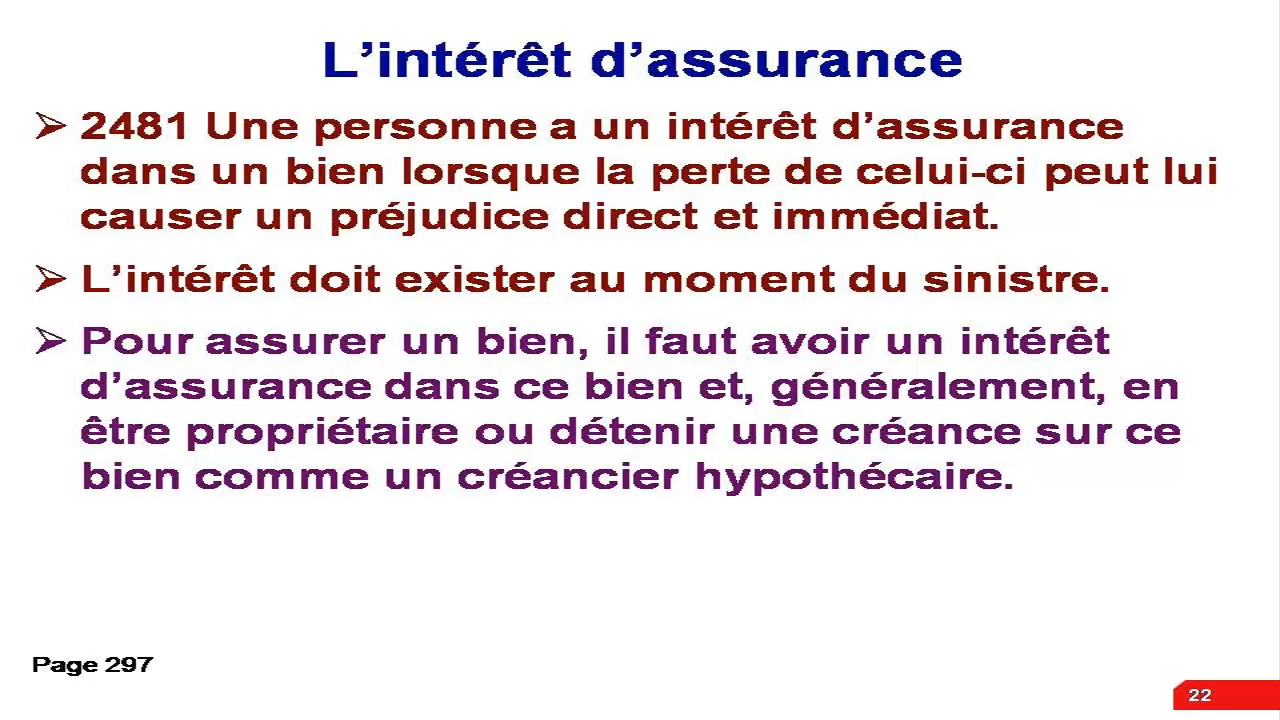 L’intérêt d’assurance
➢ 2481 Une personne a un intérêt d’assurance
dans un bien lorsque la perte de celui-ci peut lui
causer un préjudice direct et immédiat.
➢ L’intérêt doit exister au moment du sinistre.
➢ Pour assurer un bien, il faut avoir un intérêt
d’assurance dans ce bien et, généralement, en
être propriétaire ou détenir une créance sur ce
bien comme un créancier hypothécaire.
Page 297
22